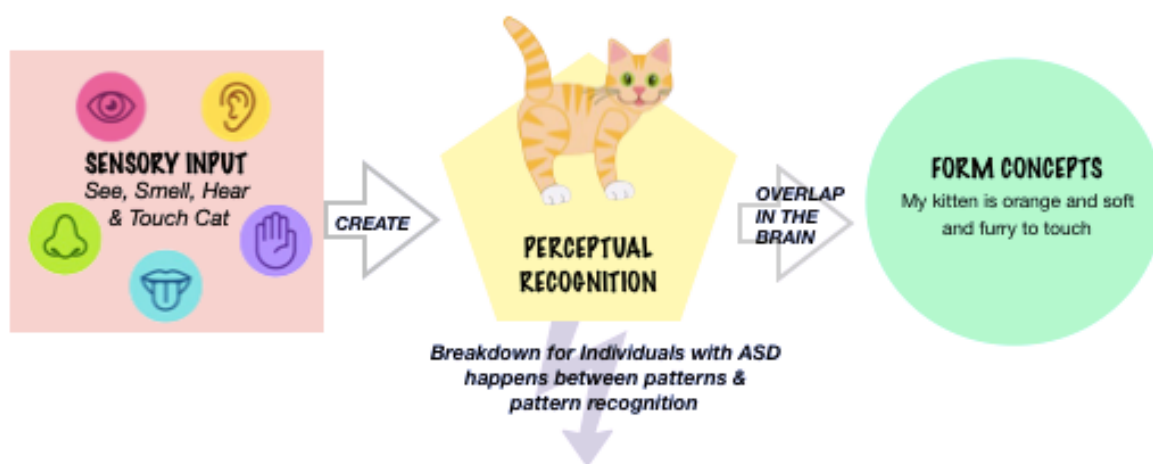 SENSORY INPUT
See, Smell, Hear
& Touch Cat
CREATE
PERCEPTUAL
RECOGNITION
OVERLAP
IN THE
BRAIN
FORM CONCEPTS
My kitten is orange and soft
and furry to touch
Breakdown for Individuals with ASD
happens between patterns &
pattern recognition